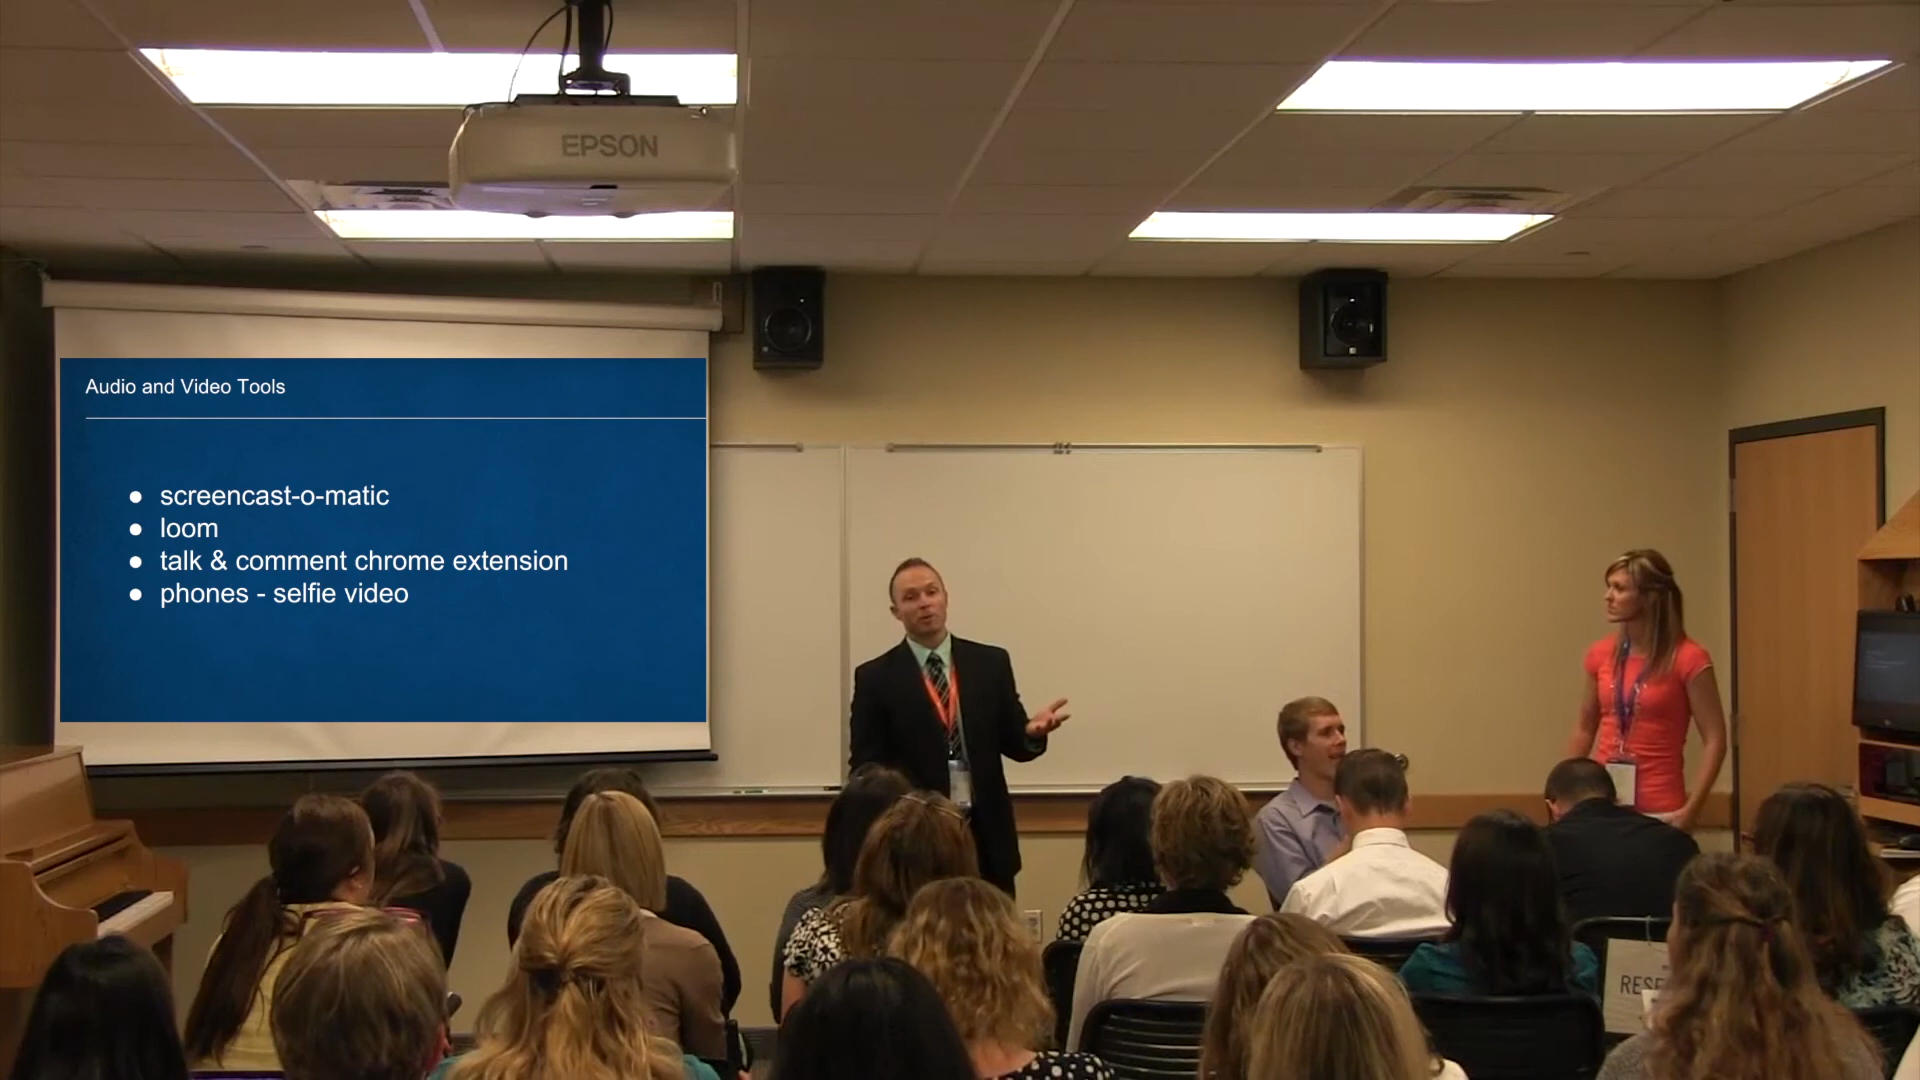 EPSON
Audio and Video Tools
● screencast-o-matic
● loom
● talk & comment chrome extension
● phones - selfie video